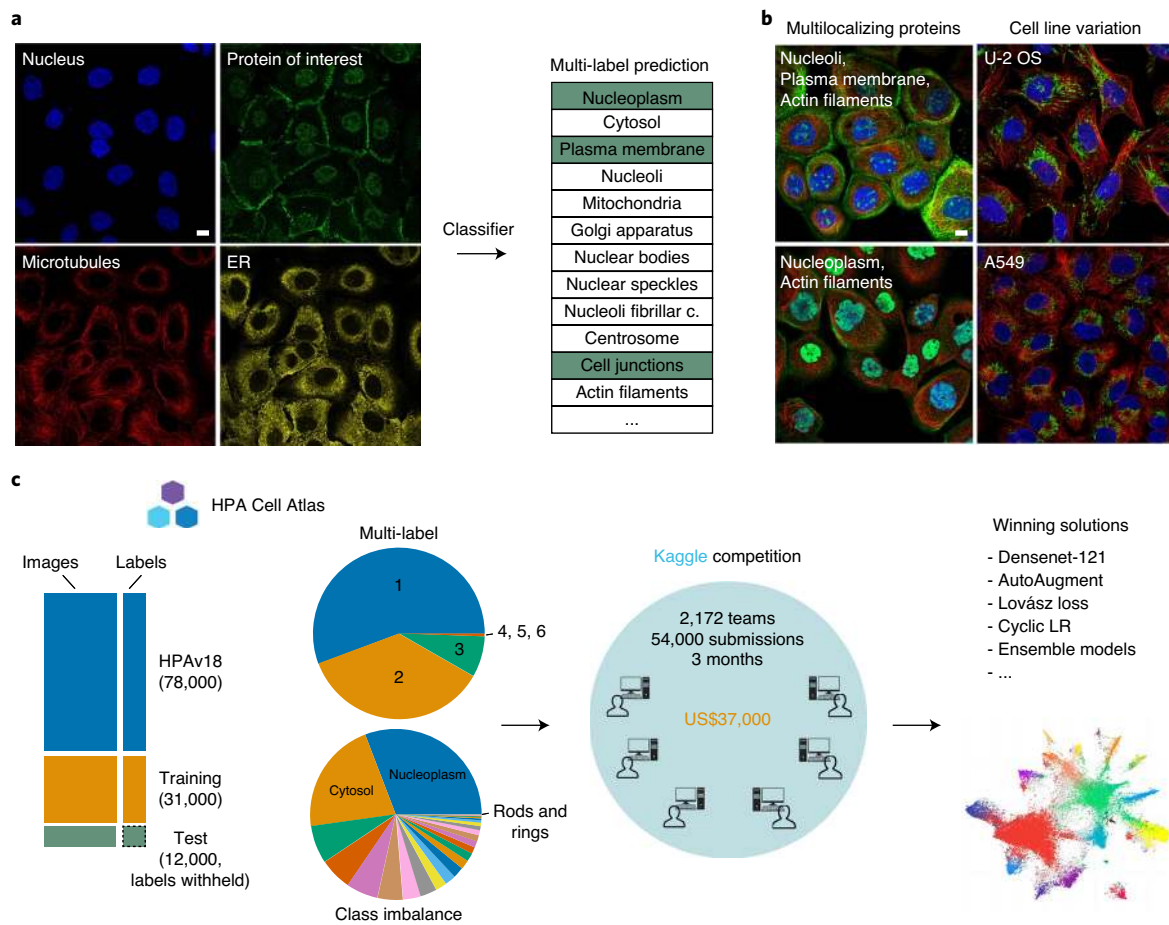 a
Nucleus
Protein of interest
Microtubules
ER
Classifier
Multi-label prediction
Nucleoplasm
Cytosol
Plasma membrane
Nucleoli
Mitochondria
Golgi apparatus
Nuclear bodies
Nuclear speckles
Nucleoli fibrillar c.
Centrosome
Cell junctions
Actin filaments
...
b
Multilocalizing proteins
Cell line variation
Nucleoli,
Plasma membrane,
Actin filaments
U-2 OS
Nucleoplasm,
Actin filaments
A549
c
HPA Cell Atlas
Images
Labels
HPAv18
(78,000)
Training
(31,000)
Test
(12,000,
labels withheld)
Multi-label
1
2
3
4, 5, 6
Nucleoplasm
Cytosol
Rods and
rings
Class imbalance
Kaggle competition
2,172 teams
54,000 submissions
3 months
US$37,000
Winning solutions
- Densenet-121
- AutoAugment
- Lovász loss
- Cyclic LR
- Ensemble models
- ...